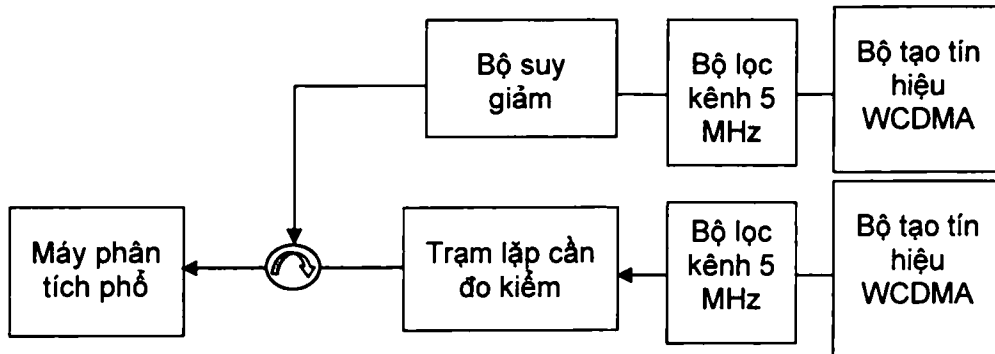 Bộ suy
giảm
Bộ lọc
kênh 5
MHz
Bộ tạo tín
hiệu
WCDMA
Máy phân
tích phổ
Trạm lặp cần
đo kiểm
Bộ lọc
kênh 5
MHz
Bộ tạo tín
hiệu
WCDMA